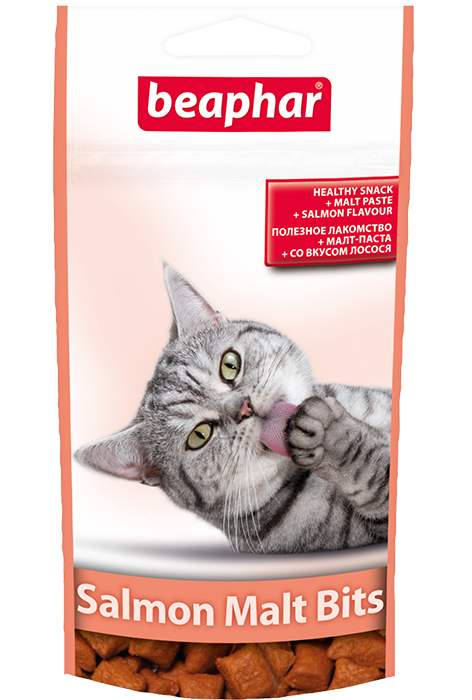 beaphar®
HEALTHY SNACK
+ MALT PASTE
+ SALMON FLAVOUR
ПОЛЕЗНОЕ ЛАКОМСТВО
+ МАЛТ-ПАСТА
+ СО ВКУСОМ ЛОСОСЯ
Salmon Malt Bits